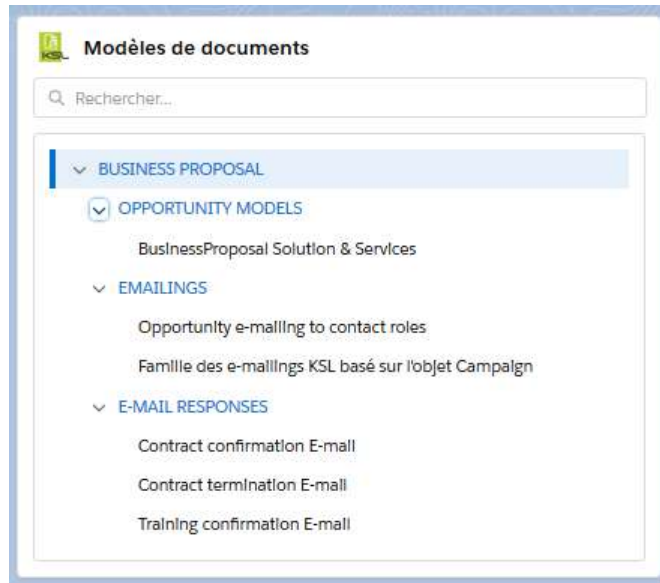 KSL
Modèles de documents
Rechercher...
BUSINESS PROPOSAL
OPPORTUNITY MODELS
BusinessProposal Solution & Services
EMAILINGS
Opportunity e-mailing to contact roles
Famille des e-mailings KSL basé sur l'objet Campaign
E-MAIL RESPONSES
Contract confirmation E-mail
Contract termination E-mail
Training confirmation E-mail